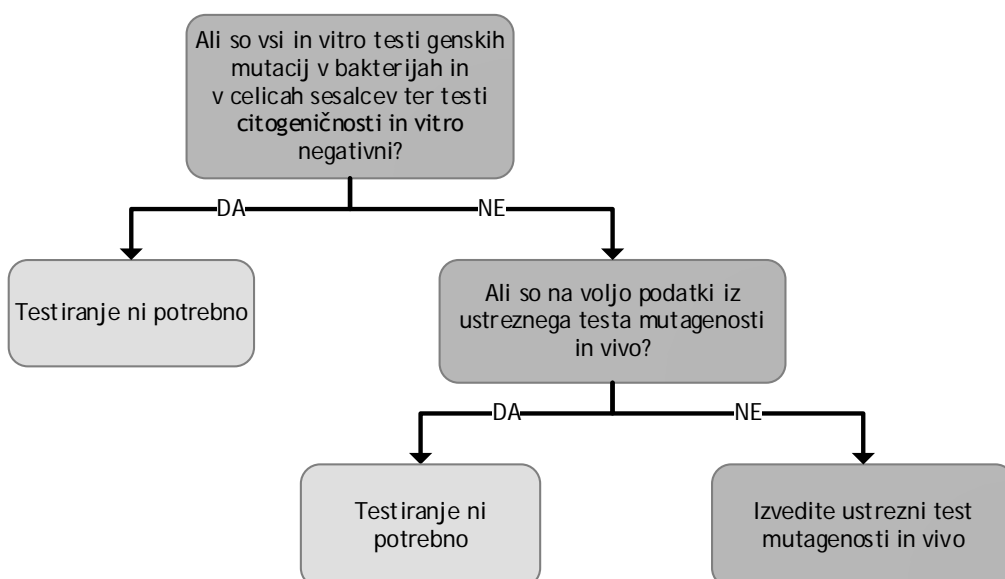 Ali so vsi in vitro testi genskih
mutacij v bakterijah in
v celicah sesalcev ter testi
citogeničnosti in vitro
negativni?
DA
NE
Testiranje ni potrebno
Ali so na voljo podatki iz
ustreznega testa mutagenosti
in vivo?
DA
NE
Testiranje ni
potrebno
Izvedite ustrezni test
mutagenosti in vivo